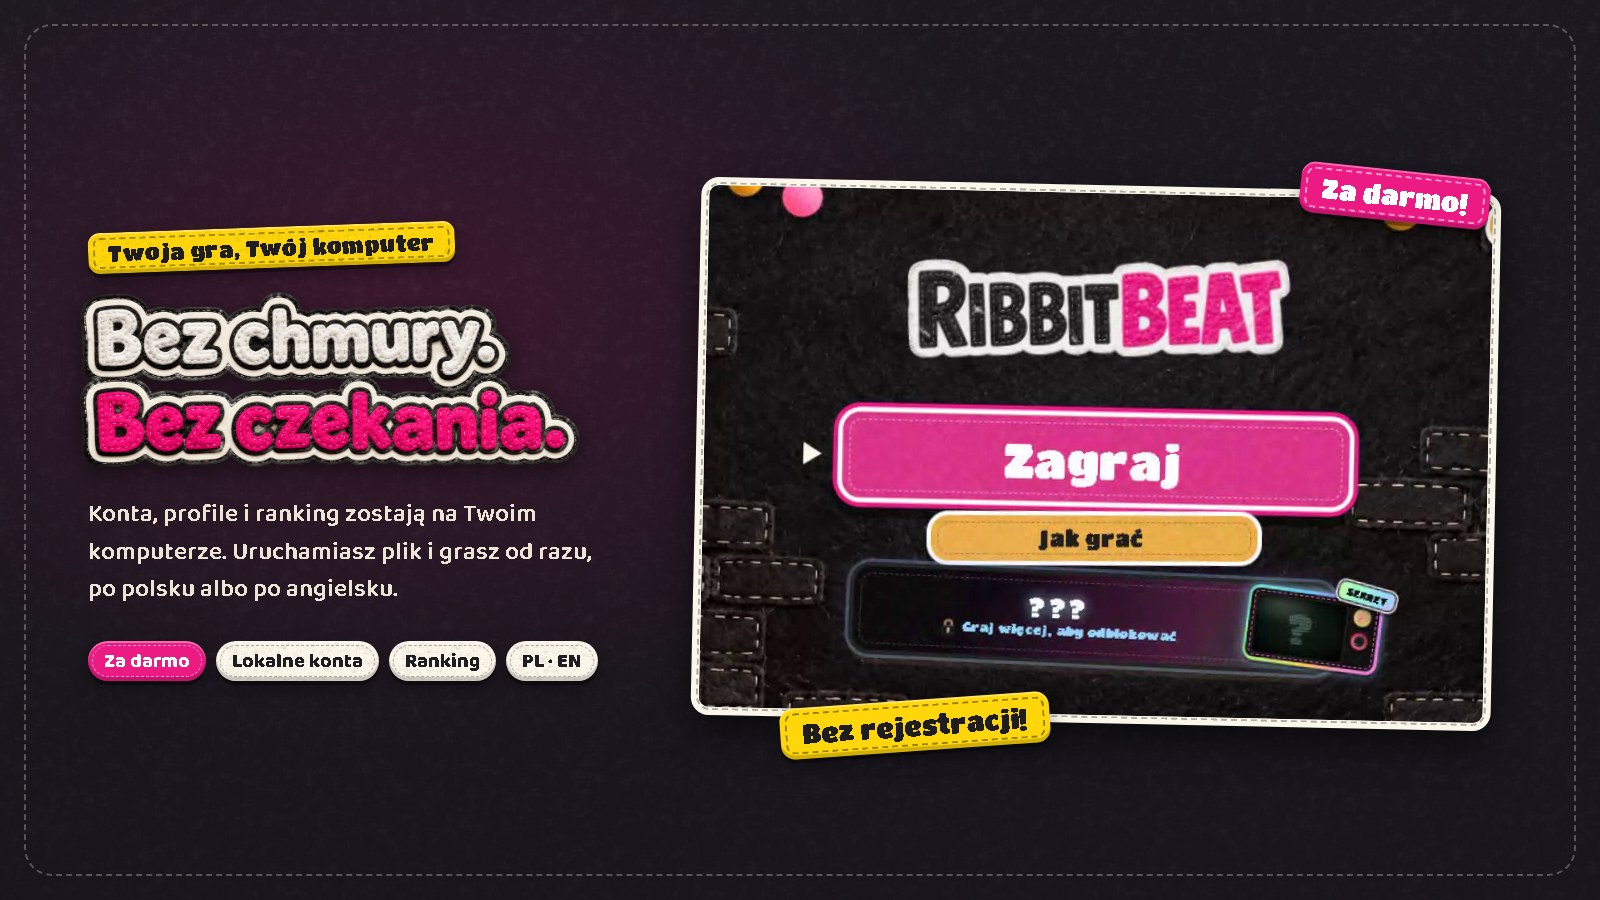 Twoja gra, Twój komputer
Bez chmury.
Bez czekania.
Konta, profile i ranking zostają na Twoim
komputerze. Uruchamiasz plik i grasz od razu,
po polsku albo po angielsku.
Za darmo
Lokalne konta
Ranking
PL · EN
Za darmo!
RIBBITBEAT
Zagraj
Jak grać
???
Graj więcej, aby odblokować
SEKRET
?
Bez rejestracji!